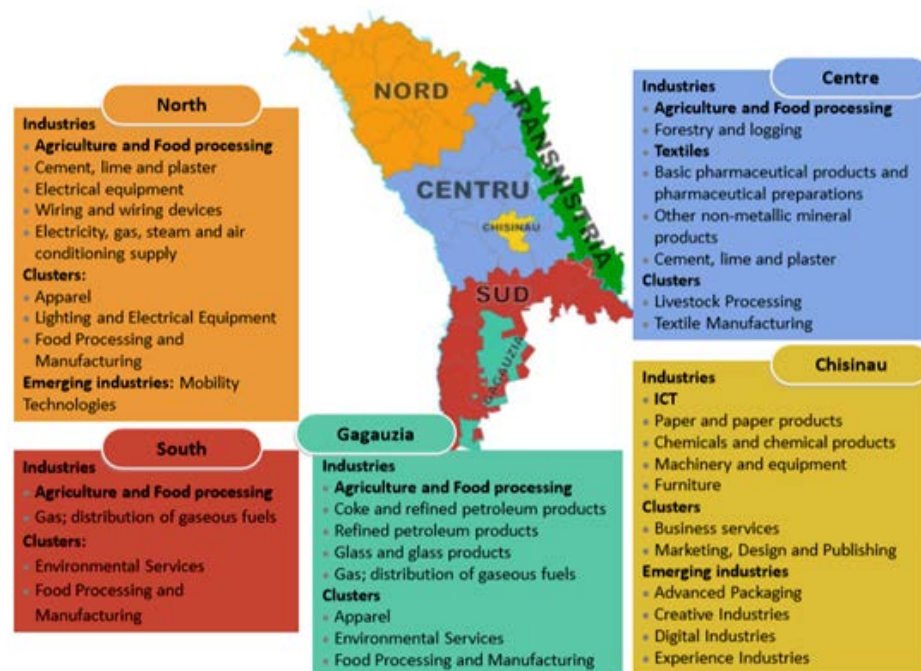 NORD
TRANSNISTRIA
CENTRU
CHISINAU
SUD
GAGAUZIA
North
Industries
Agriculture and Food processing
Cement, lime and plaster
Electrical equipment
Wiring and wiring devices
Electricity, gas, steam and air
conditioning supply
Clusters:
Apparel
Lighting and Electrical Equipment
Food Processing and
Manufacturing
Emerging industries: Mobility
Technologies
South
Industries
Agriculture and Food processing
Gas; distribution of gaseous fuels
Clusters:
Environmental Services
Food Processing and
Manufacturing
Gagauzia
Industries
Agriculture and Food processing
Coke and refined petroleum products
Refined petroleum products
Glass and glass products
Gas; distribution of gaseous fuels
Clusters
Apparel
Environmental Services
Food Processing and Manufacturing
Centre
Industries
Agriculture and Food processing
Forestry and logging
Textiles
Basic pharmaceutical products and
pharmaceutical preparations
Other non-metallic mineral
products
Cement, lime and plaster
Clusters
Livestock Processing
Textile Manufacturing
Chisinau
Industries
ICT
Paper and paper products
Chemicals and chemical products
Machinery and equipment
Furniture
Clusters
Business services
Marketing, Design and Publishing
Emerging industries
Advanced Packaging
Creative Industries
Digital Industries
Experience Industries